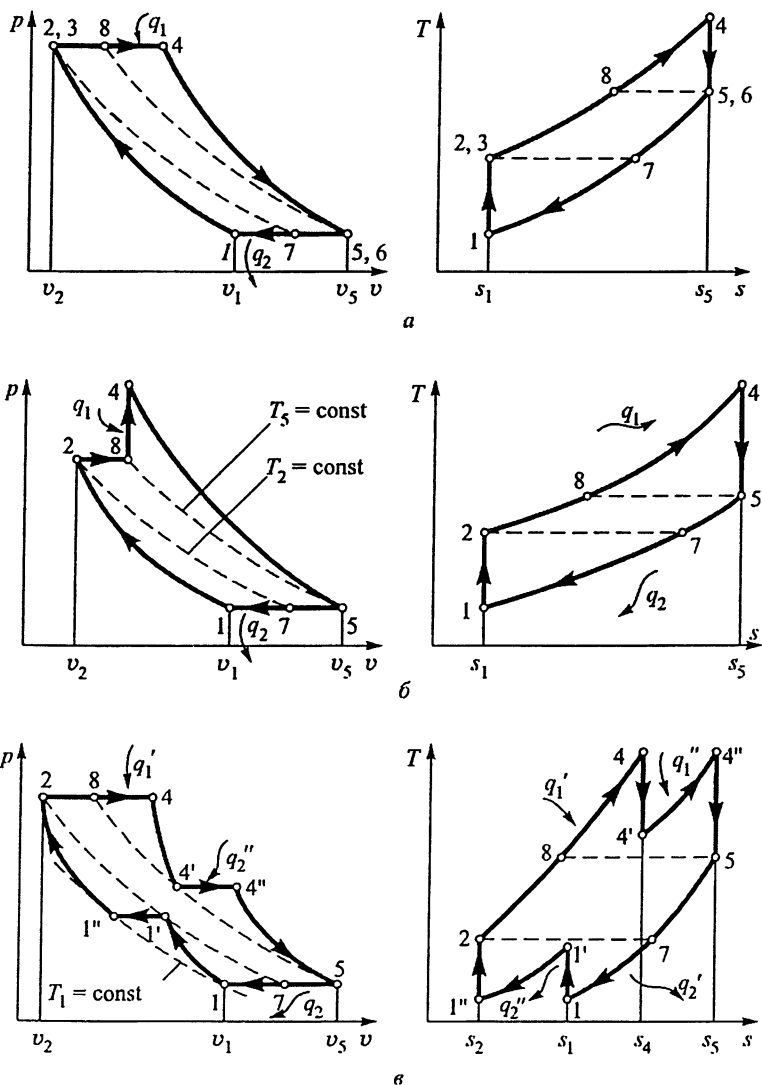 p
2, 3
8
q₁
4
1
q₂
7
5, 6
v₂
v₁
v₅
v
T
4
8
5, 6
2, 3
7
1
s₁
s₅
s
а
p
4
q₁
2
8
T₅ = const
T₂ = const
1
q₂
7
5
v₂
v₁
v₅
v
T
q₁
4
8
5
2
7
1
q₂
s₁
s₅
s
б
p
2
8
q₁′
4
4′
q₂″
4″
1″
1′
T₁ = const
1
7
q₂
5
v₂
v₁
v₅
v
T
4
q₁″
4″
q₁′
4′
8
5
2
1′
7
1″
q₂″
1
q₂′
s₂
s₁
s₄
s₅
s
в